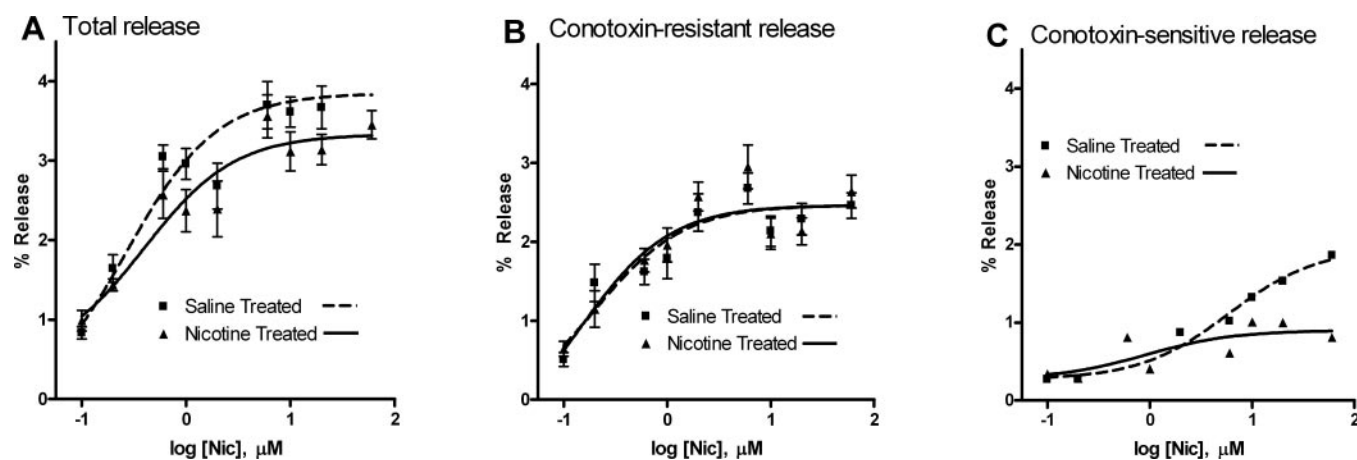 A Total release
4
3
2
1
0
% Release
Saline Treated
Nicotine Treated
-1 0 1 2
log [Nic], μM
B Conotoxin-resistant release
4
3
2
1
0
% Release
Saline Treated
Nicotine Treated
-1 0 1 2
log [Nic], μM
C Conotoxin-sensitive release
4
3
2
1
0
% Release
Saline Treated
Nicotine Treated
-1 0 1 2
log [Nic], μM